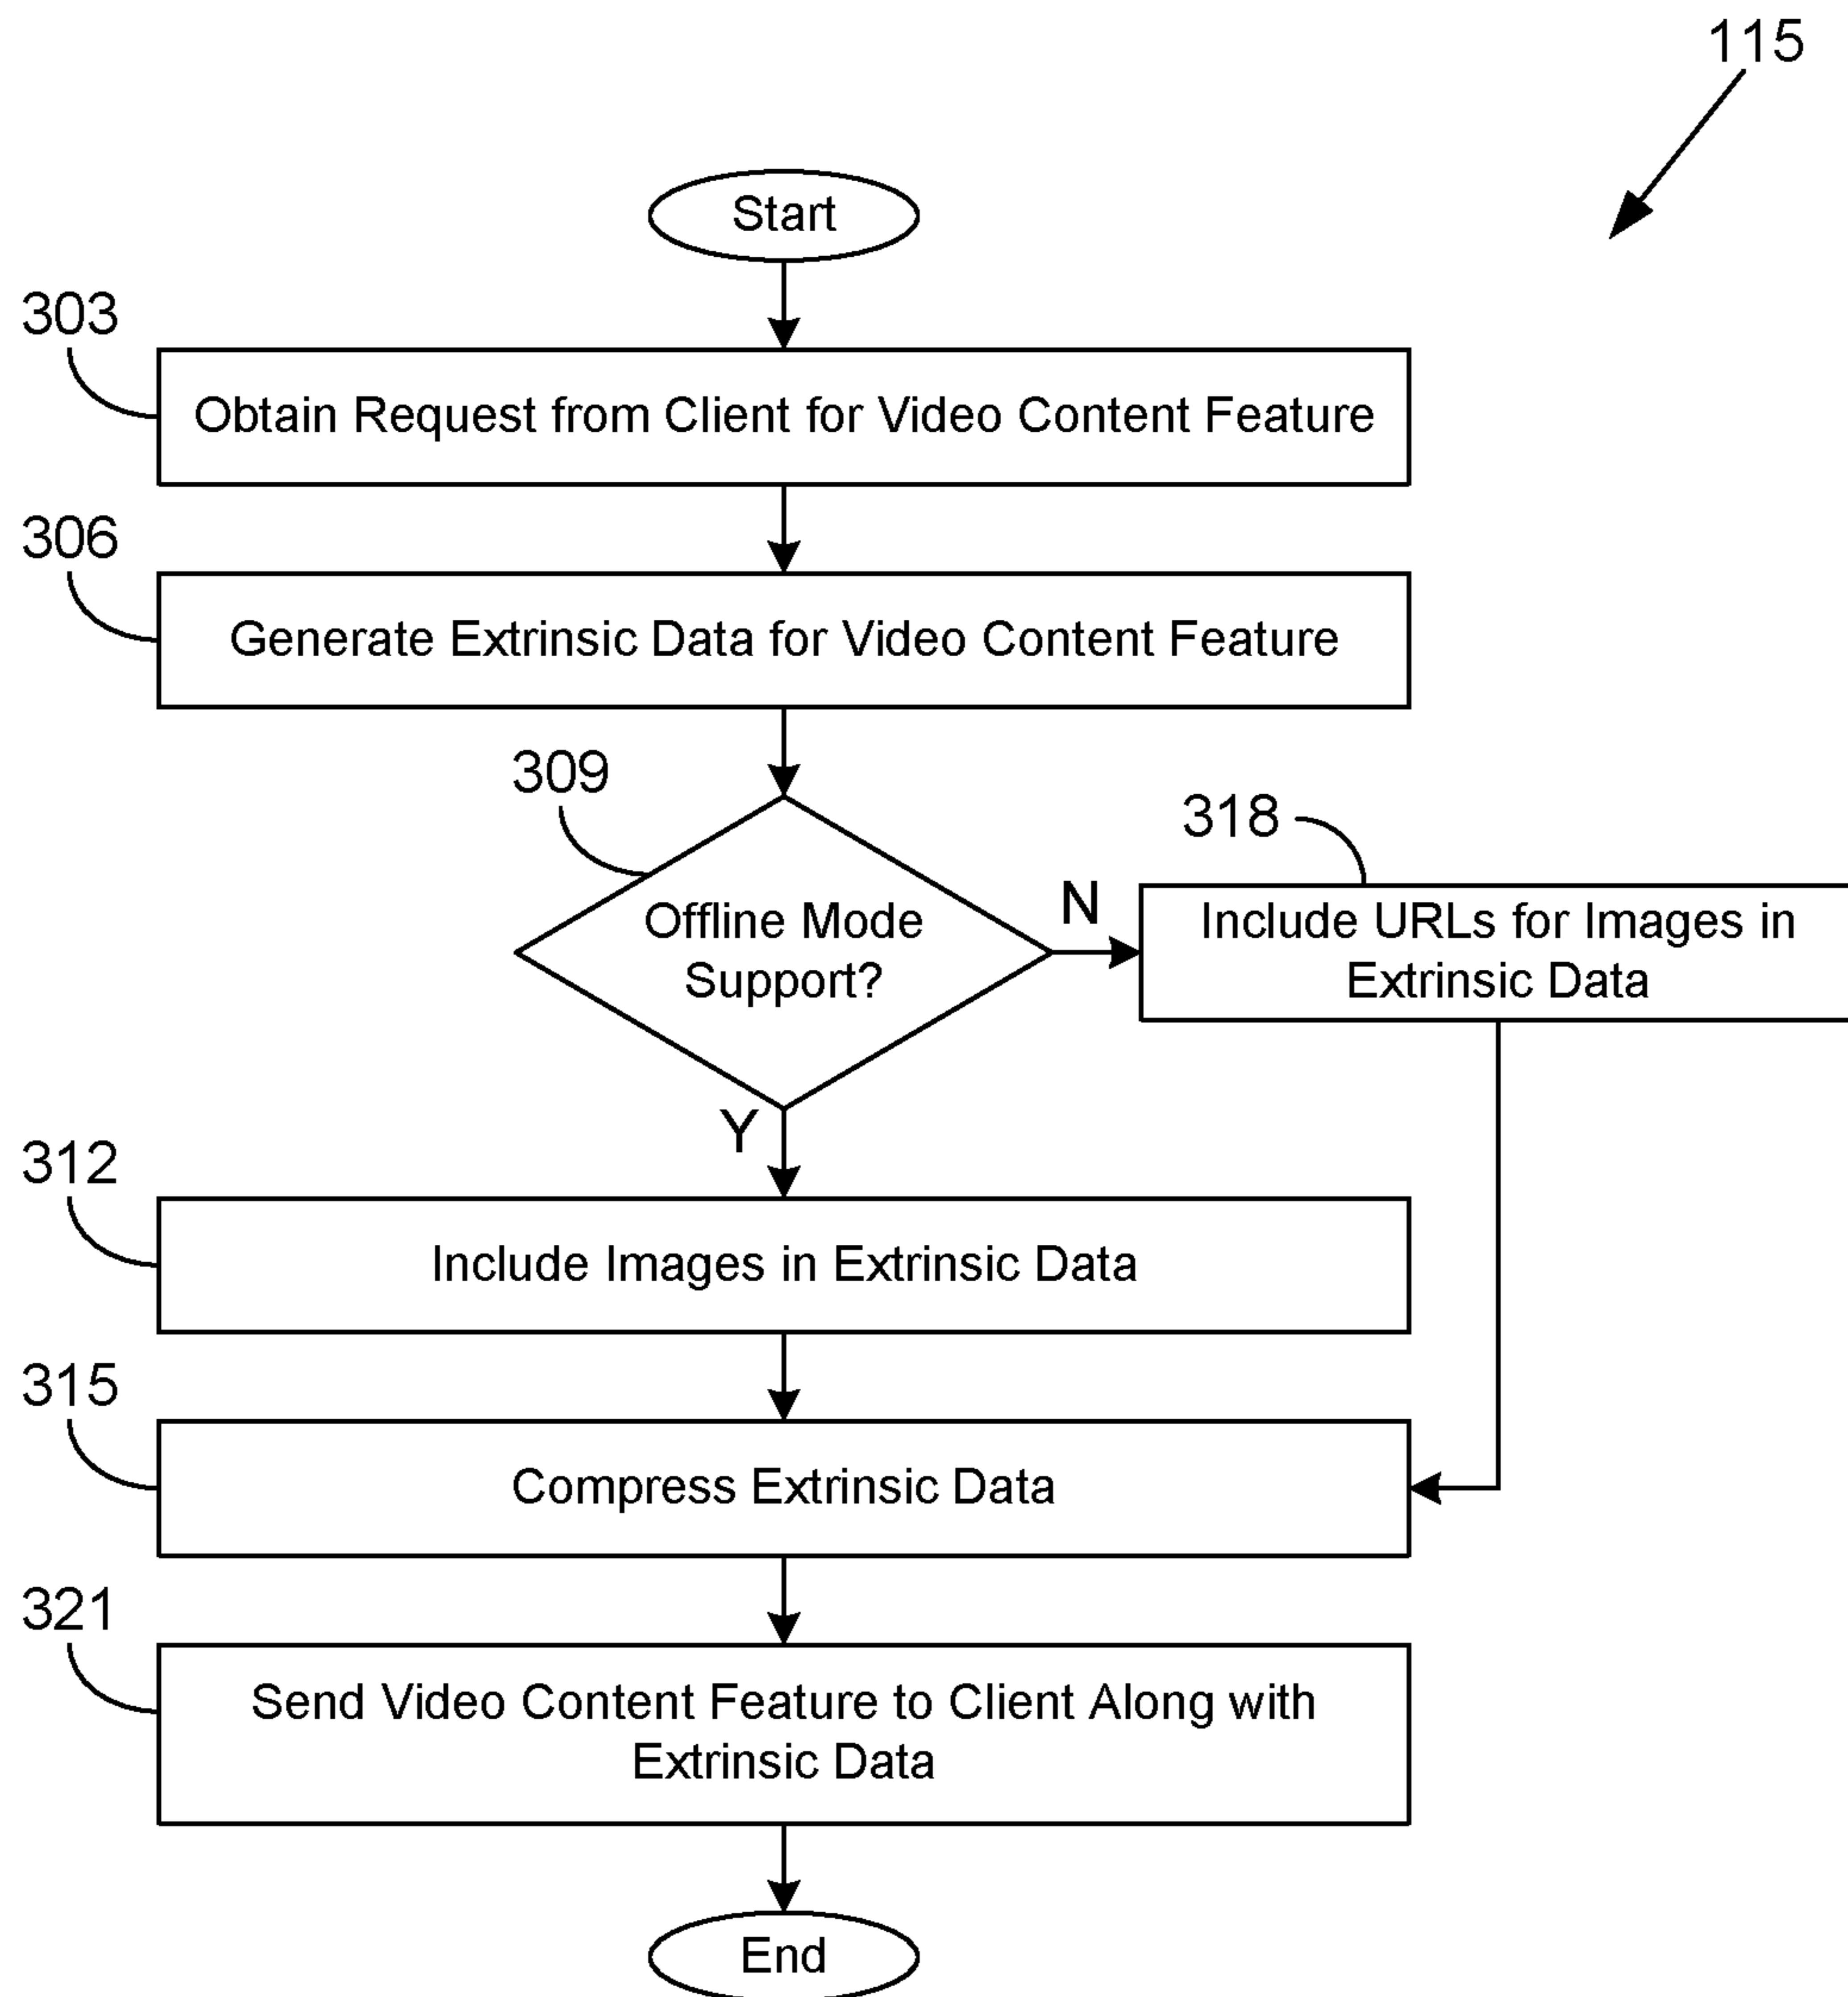 115
Start
303
Obtain Request from Client for Video Content Feature
306
Generate Extrinsic Data for Video Content Feature
309
Offline Mode
Support?
N
318
Include URLs for Images in
Extrinsic Data
Y
312
Include Images in Extrinsic Data
315
Compress Extrinsic Data
321
Send Video Content Feature to Client Along with
Extrinsic Data
End